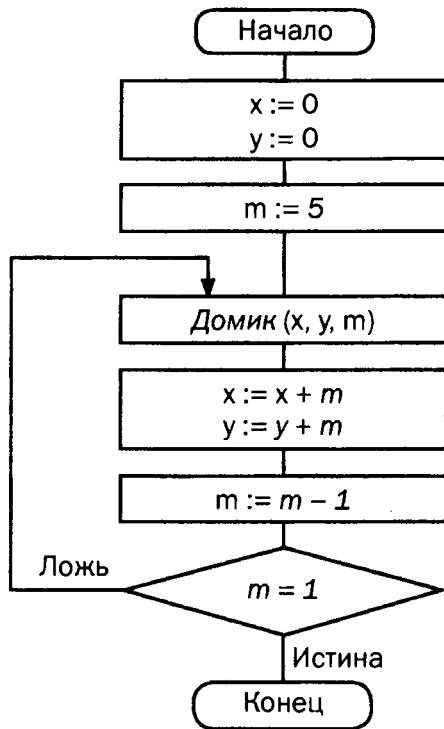 Начало
x := 0
y := 0
m := 5
Домик (x, y, m)
x := x + m
y := y + m
m := m – 1
Ложь
m = 1
Истина
Конец